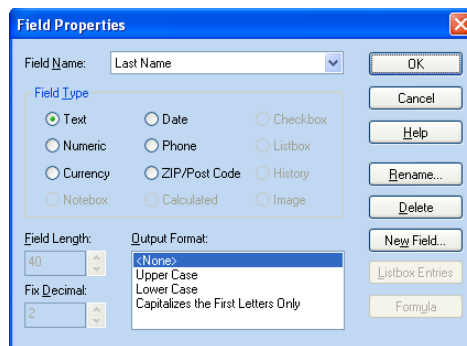 Field Properties
Field Name: Last Name OK
Field Type Cancel
Text Date Checkbox
Numeric Phone Listbox Help
Currency ZIP/Post Code History Rename...
Notebox Calculated Image Delete
Field Length: Output Format: New Field...
40 <None>
Upper Case Listbox Entries
Fix Decimal: Lower Case
2 Capitalizes the First Letters Only Formula